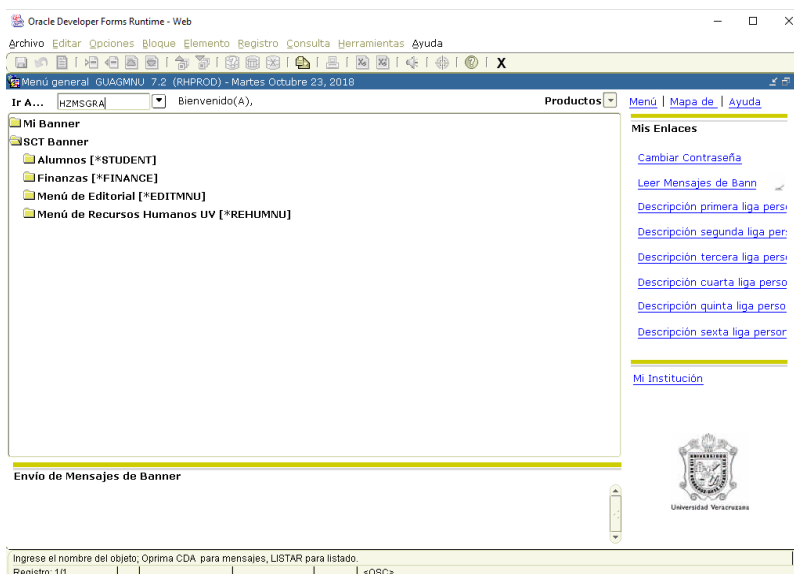 Oracle Developer Forms Runtime - Web
Archivo Editar Opciones Bloque Elemento Registro Consulta Herramientas Ayuda
X
Menú general GUAGMNU 7.2 (RHPROD) - Martes Octubre 23, 2018
Ir A... HZMSGRA Bienvenido(A), Productos Menú | Mapa de | Ayuda
Mi Banner
SCT Banner
Alumnos [*STUDENT]
Finanzas [*FINANCE]
Menú de Editorial [*EDITMNU]
Menú de Recursos Humanos UV [*REHUMNU]
Mis Enlaces
Cambiar Contraseña
Leer Mensajes de Bann
Descripción primera liga perso
Descripción segunda liga per
Descripción tercera liga perso
Descripción cuarta liga perso
Descripción quinta liga perso
Descripción sexta liga person
Mi Institución
Universidad Veracruzana
Envío de Mensajes de Banner
Ingrese el nombre del objeto; Oprima CDA para mensajes, LISTAR para listado.
Registro: 1/1 <OSC>